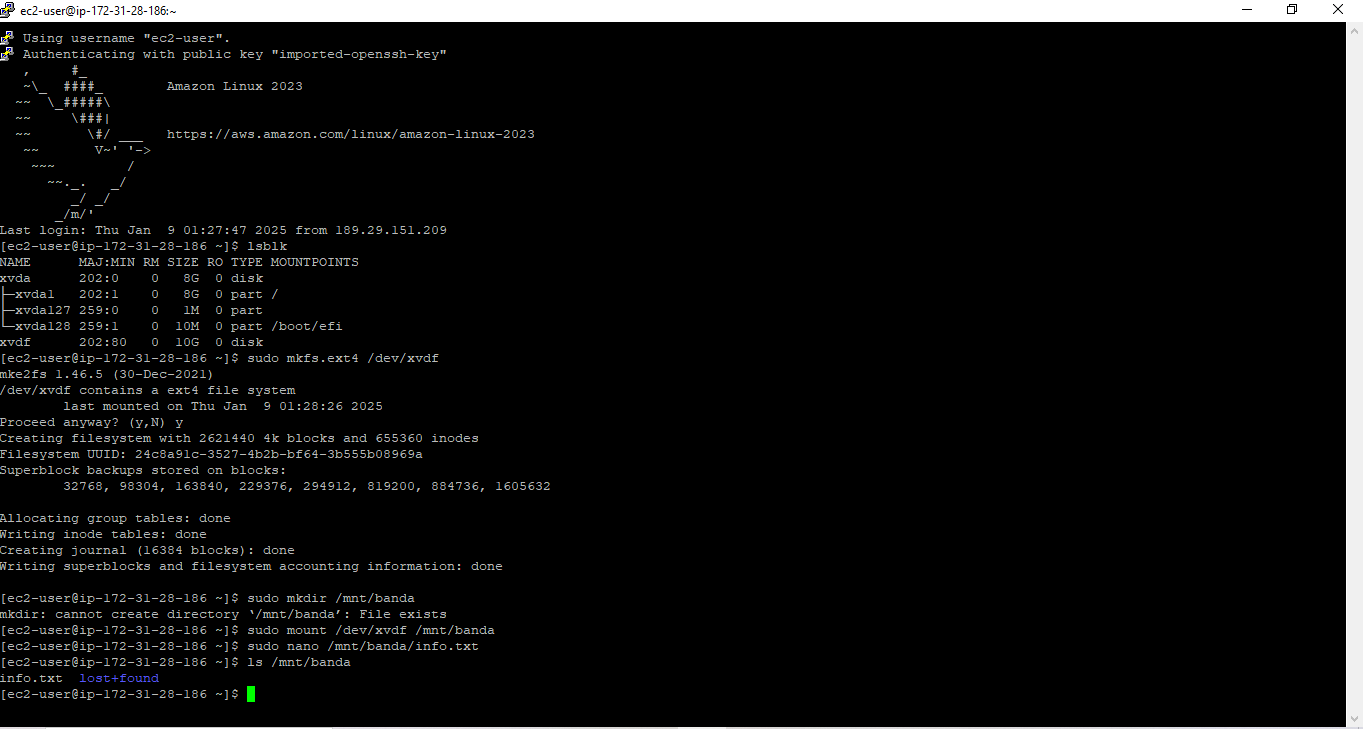 ec2-user@ip-172-31-28-186:~
Using username "ec2-user".
Authenticating with public key "imported-openssh-key"
   ,     #_
   ~\_  ####_        Amazon Linux 2023
  ~~  \_#####\
  ~~     \###|
  ~~       \#/ ___   https://aws.amazon.com/linux/amazon-linux-2023
   ~~       V~' '->
    ~~~         /
      ~~._.   _/
         _/ _/
       _/m/'
Last login: Thu Jan  9 01:27:47 2025 from 189.29.151.209
[ec2-user@ip-172-31-28-186 ~]$ lsblk
NAME      MAJ:MIN RM SIZE RO TYPE MOUNTPOINTS
xvda      202:0    0   8G  0 disk
├─xvda1   202:1    0   8G  0 part /
├─xvda127 259:0    0   1M  0 part
└─xvda128 259:1    0  10M  0 part /boot/efi
xvdf      202:80   0  10G  0 disk
[ec2-user@ip-172-31-28-186 ~]$ sudo mkfs.ext4 /dev/xvdf
mke2fs 1.46.5 (30-Dec-2021)
/dev/xvdf contains a ext4 file system
        last mounted on Thu Jan  9 01:28:26 2025
Proceed anyway? (y,N) y
Creating filesystem with 2621440 4k blocks and 655360 inodes
Filesystem UUID: 24c8a91c-3527-4b2b-bf64-3b555b08969a
Superblock backups stored on blocks:
        32768, 98304, 163840, 229376, 294912, 819200, 884736, 1605632
Allocating group tables: done
Writing inode tables: done
Creating journal (16384 blocks): done
Writing superblocks and filesystem accounting information: done
[ec2-user@ip-172-31-28-186 ~]$ sudo mkdir /mnt/banda
mkdir: cannot create directory ‘/mnt/banda’: File exists
[ec2-user@ip-172-31-28-186 ~]$ sudo mount /dev/xvdf /mnt/banda
[ec2-user@ip-172-31-28-186 ~]$ sudo nano /mnt/banda/info.txt
[ec2-user@ip-172-31-28-186 ~]$ ls /mnt/banda
info.txt  lost+found
[ec2-user@ip-172-31-28-186 ~]$